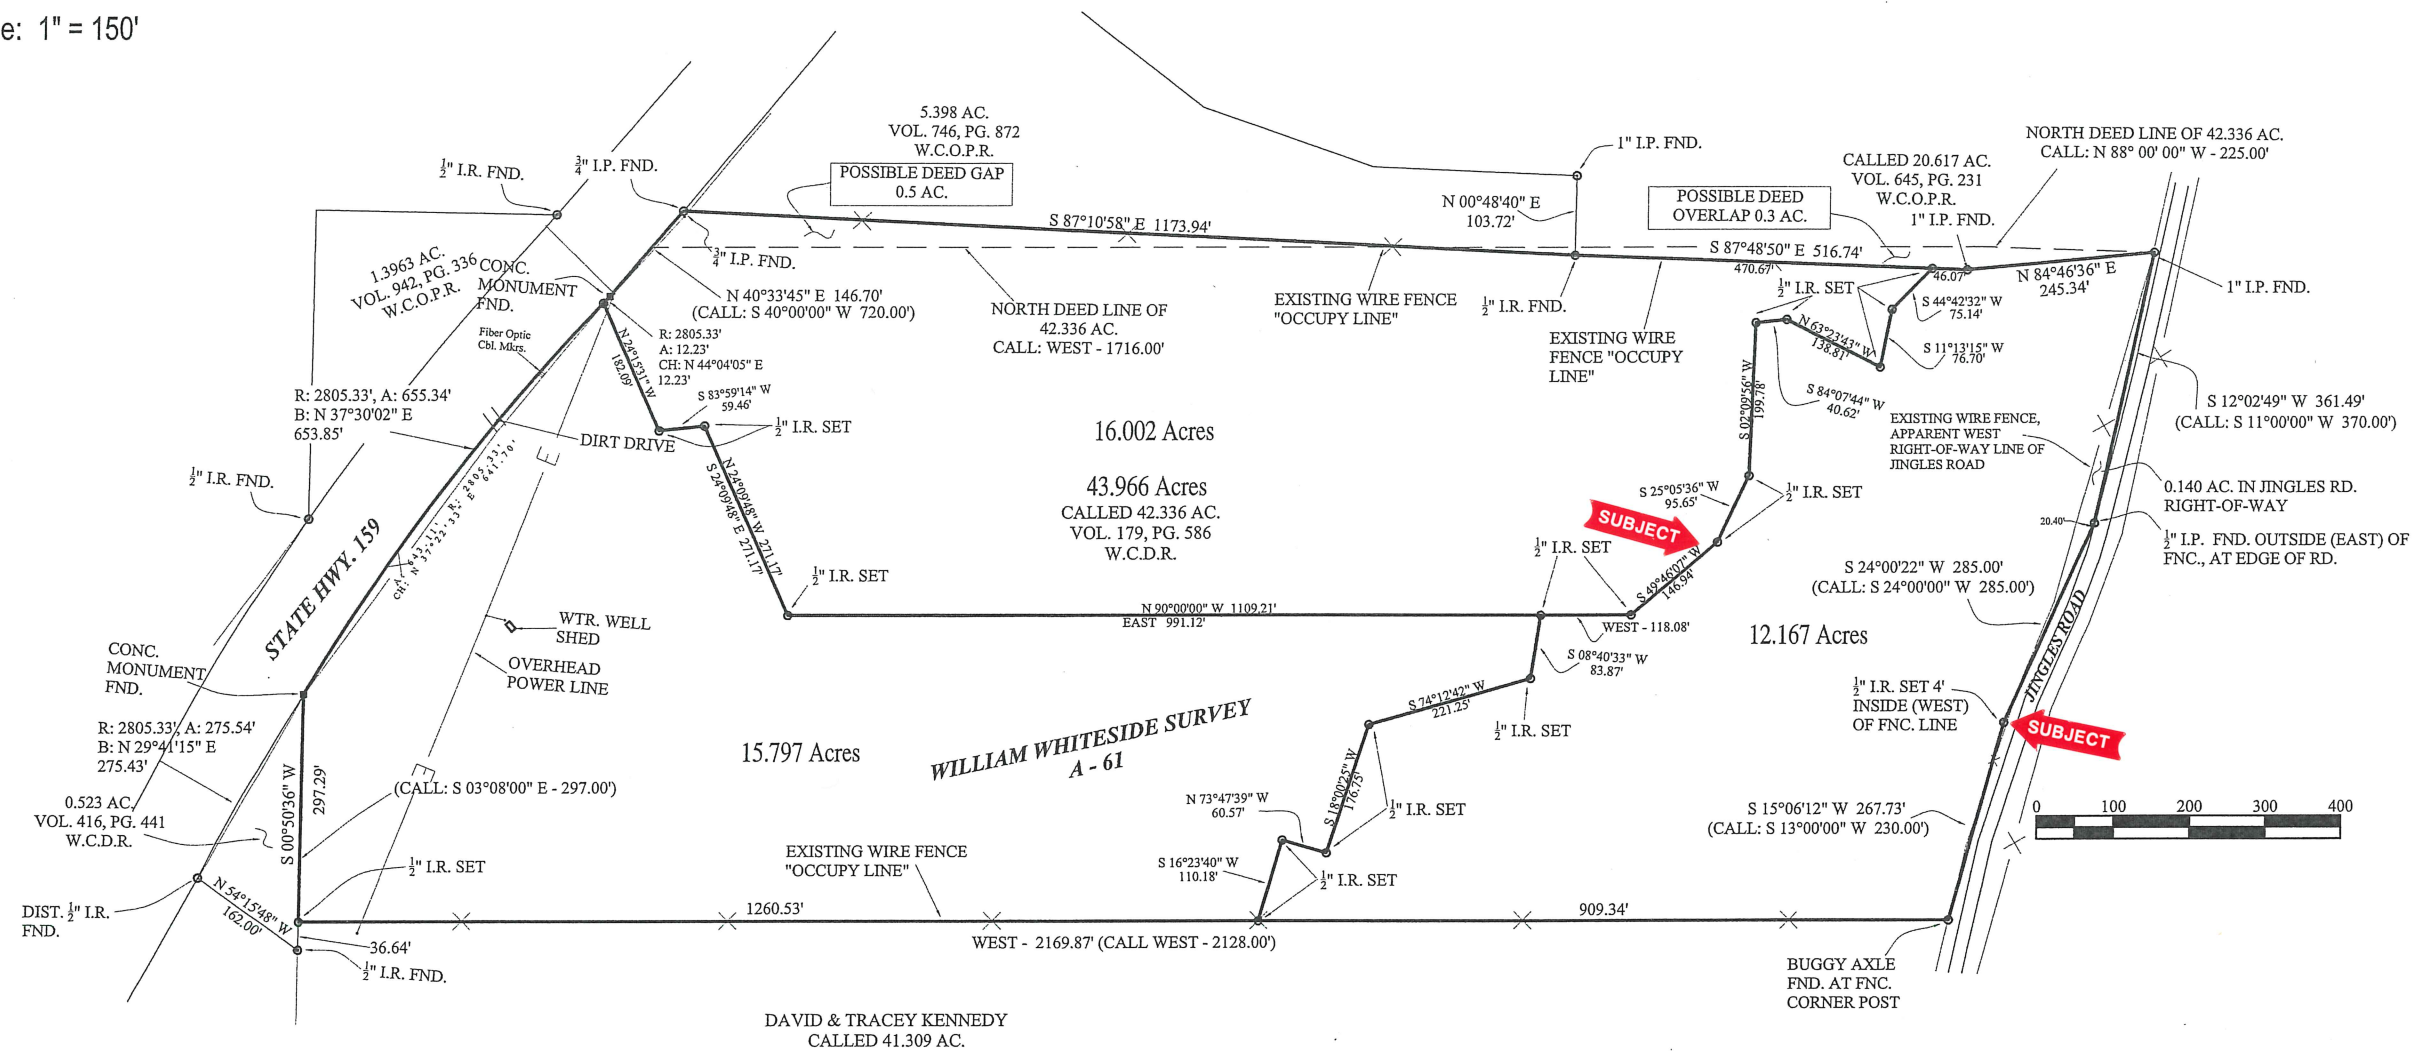 e: 1" = 150'
5.398 AC.
VOL. 746, PG. 872
W.C.O.P.R.
POSSIBLE DEED GAP
0.5 AC.
1/2" I.R. FND.
3/4" I.P. FND.
1" I.P. FND.
NORTH DEED LINE OF 42.336 AC.
CALL: N 88° 00' 00" W - 225.00'
CALLED 20.617 AC.
VOL. 645, PG. 231
W.C.O.P.R.
1" I.P. FND.
POSSIBLE DEED
OVERLAP 0.3 AC.
N 00°48'40" E
103.72'
S 87°10'58" E 1173.94'
S 87°48'50" E 516.74'
470.67'
46.07'
N 84°46'36" E
245.34'
1" I.P. FND.
1.3963 AC.
VOL. 942, PG. 336
W.C.O.P.R.
CONC.
MONUMENT
FND.
3/4" I.P. FND.
N 40°33'45" E 146.70'
(CALL: S 40°00'00" W 720.00')
NORTH DEED LINE OF
42.336 AC.
CALL: WEST - 1716.00'
EXISTING WIRE FENCE
"OCCUPY LINE"
1/2" I.R. FND.
EXISTING WIRE
FENCE "OCCUPY
LINE"
1/2" I.R. SET
S 44°42'32" W
75.14'
N 63°23'43" W
138.81'
S 11°13'15" W
76.70'
S 84°07'44" W
40.62'
S 02°09'56" W
199.78'
Fiber Optic
Cbl. Mkrs.
R: 2805.33'
A: 12.23'
CH: N 44°04'05" E
12.23'
N 24°15'31" W
182.09'
S 83°59'14" W
59.46'
1/2" I.R. SET
R: 2805.33', A: 655.34'
B: N 37°30'02" E
653.85'
DIRT DRIVE
E
A: 643.11' R: 2805.33'
CH: N 37°22'33" E 641.70'
1/2" I.R. FND.
STATE HWY. 159
N 24°09'48" W 271.17'
S 24°09'48" E 271.17'
16.002 Acres
43.966 Acres
CALLED 42.336 AC.
VOL. 179, PG. 586
W.C.D.R.
EXISTING WIRE FENCE,
APPARENT WEST
RIGHT-OF-WAY LINE OF
JINGLES ROAD
S 12°02'49" W 361.49'
(CALL: S 11°00'00" W 370.00')
0.140 AC. IN JINGLES RD.
RIGHT-OF-WAY
20.40'
1/2" I.P. FND. OUTSIDE (EAST) OF
FNC., AT EDGE OF RD.
S 25°05'36" W
95.65'
1/2" I.R. SET
SUBJECT
1/2" I.R. SET
S 49°46'07" W
146.94'
1/2" I.R. SET
N 90°00'00" W 1109.21'
EAST 991.12'
WEST - 118.08'
S 24°00'22" W 285.00'
(CALL: S 24°00'00" W 285.00')
12.167 Acres
JINGLES ROAD
WTR. WELL
SHED
OVERHEAD
POWER LINE
CONC.
MONUMENT
FND.
S 08°40'33" W
83.87'
S 74°12'42" W
221.25'
1/2" I.R. SET
1/2" I.R. SET 4'
INSIDE (WEST)
OF FNC. LINE
SUBJECT
R: 2805.33', A: 275.54'
B: N 29°41'15" E
275.43'
15.797 Acres
WILLIAM WHITESIDE SURVEY
A - 61
E
S 18°00'25" W
176.75'
1/2" I.R. SET
S 00°50'36" W
297.29'
(CALL: S 03°08'00" E - 297.00')
0.523 AC.
VOL. 416, PG. 441
W.C.D.R.
N 73°47'39" W
60.57'
S 15°06'12" W 267.73'
(CALL: S 13°00'00" W 230.00')
0 100 200 300 400
1/2" I.R. SET
EXISTING WIRE FENCE
"OCCUPY LINE"
S 16°23'40" W
110.18'
1/2" I.R. SET
DIST. 1/2" I.R.
FND.
N 54°15'48" W
162.00'
36.64'
1/2" I.R. FND.
1260.53'
909.34'
WEST - 2169.87' (CALL WEST - 2128.00')
BUGGY AXLE
FND. AT FNC.
CORNER POST
DAVID & TRACEY KENNEDY
CALLED 41.309 AC.